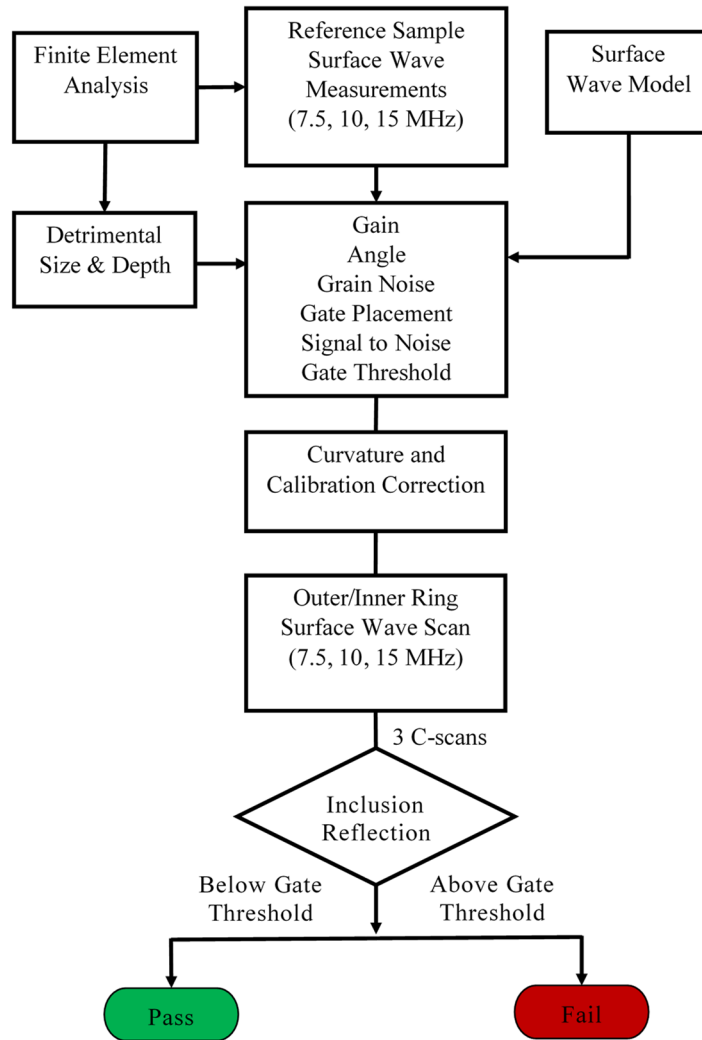 Finite Element
Analysis
Reference Sample
Surface Wave
Measurements
(7.5, 10, 15 MHz)
Surface
Wave Model
Detrimental
Size & Depth
Gain
Angle
Grain Noise
Gate Placement
Signal to Noise
Gate Threshold
Curvature and
Calibration Correction
Outer/Inner Ring
Surface Wave Scan
(7.5, 10, 15 MHz)
3 C-scans
Inclusion
Reflection
Below Gate
Threshold
Above Gate
Threshold
Pass
Fail